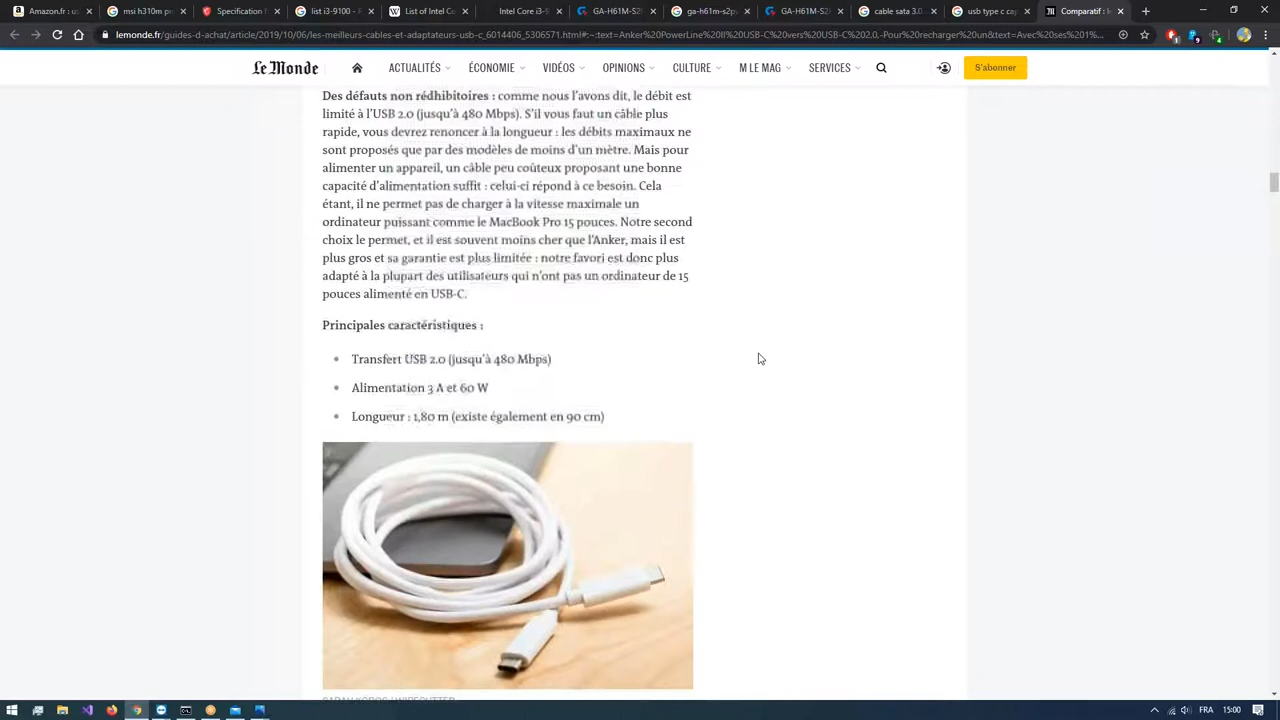 Amazon.fr : u
msi h310m p
Specification f
list i3-9100 - F
List of Intel Co
Intel Core i3-9
GA-H61M-S2P
ga-h61m-s2p
GA-H61M-S2P
cable sata 3.0
usb type c ca
Comparatif : l
lemonde.fr/guides-d-achat/article/2019/10/06/les-meilleurs-cables-et-adaptateurs-usb-c_6014406_5306571.html#:~:text=Anker%20PowerLine%20II%20USB-C%20vers%20USB-C%202.0,-Pour%20recharger%20un&text=Avec%20ses%201%...
Le Monde
ACTUALITÉS
ÉCONOMIE
VIDÉOS
OPINIONS
CULTURE
M LE MAG
SERVICES
S'abonner
Des défauts non rédhibitoires : comme nous l'avons dit, le débit est
limité à l'USB 2.0 (jusqu'à 480 Mbps). S'il vous faut un câble plus
rapide, vous devrez renoncer à la longueur : les débits maximaux ne
sont proposés que par des modèles de moins d'un mètre. Mais pour
alimenter un appareil, un câble peu coûteux proposant une bonne
capacité d'alimentation suffit : celui-ci répond à ce besoin. Cela
étant, il ne permet pas de charger à la vitesse maximale un
ordinateur puissant comme le MacBook Pro 15 pouces. Notre second
choix le permet, et il est souvent moins cher que l'Anker, mais il est
plus gros et sa garantie est plus limitée : notre favori est donc plus
adapté à la plupart des utilisateurs qui n'ont pas un ordinateur de 15
pouces alimenté en USB-C.
Principales caractéristiques :
Transfert USB 2.0 (jusqu'à 480 Mbps)
Alimentation 3 A et 60 W
Longueur : 1,80 m (existe également en 90 cm)
FRA
15:00